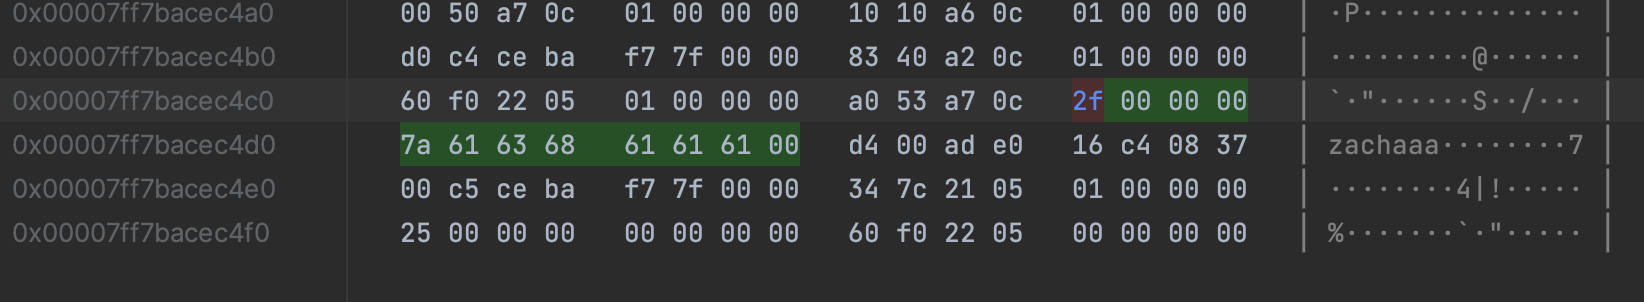 0x00007ff7bacec4a0 00 50 a7 0c 01 00 00 00 10 10 a6 0c 01 00 00 00 |·P··············|
0x00007ff7bacec4b0 d0 c4 ce ba f7 7f 00 00 83 40 a2 0c 01 00 00 00 |·········@······|
0x00007ff7bacec4c0 60 f0 22 05 01 00 00 00 a0 53 a7 0c 2f 00 00 00 |`·"······S··/···|
0x00007ff7bacec4d0 7a 61 63 68 61 61 61 00 d4 00 ad e0 16 c4 08 37 |zachaaa········7|
0x00007ff7bacec4e0 00 c5 ce ba f7 7f 00 00 34 7c 21 05 01 00 00 00 |········4|!·····|
0x00007ff7bacec4f0 25 00 00 00 00 00 00 00 60 f0 22 05 00 00 00 00 |%·······`·"·····|